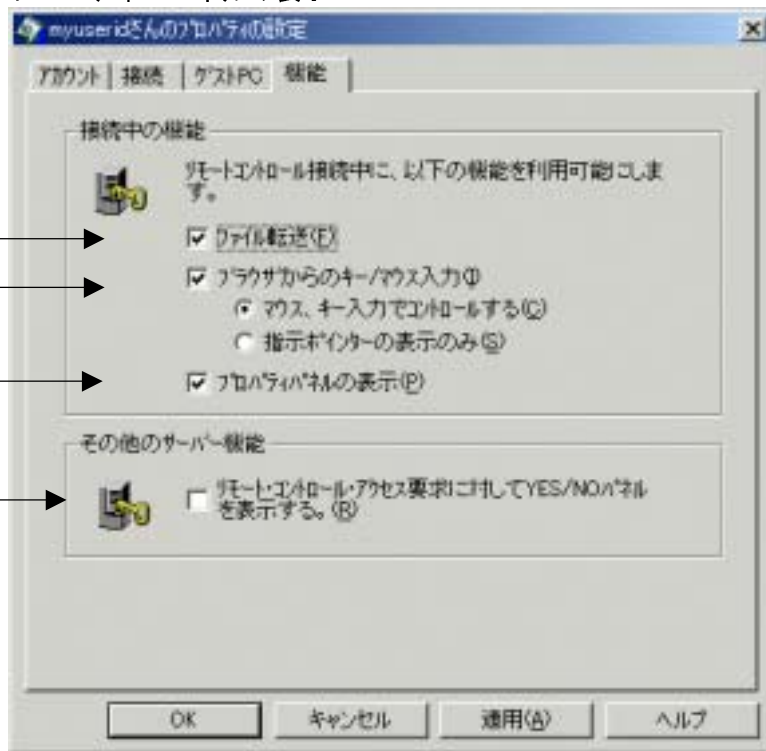 myuseridさんのプロパティの設定
アカウント 接続 ゲストPC 機能
接続中の機能
リモートコントロール接続中に、以下の機能を利用可能にしま
す。
ファイル転送(F)
ブラウザからのキー/マウス入力(I)
マウス、キー入力でコントロールする(C)
指示ポインターの表示のみ(S)
プロパティパネルの表示(P)
その他のサーバー機能
リモート・コントロール・アクセス要求に対してYES/NOパネル
を表示する。(R)
OK キャンセル 適用(A) ヘルプ